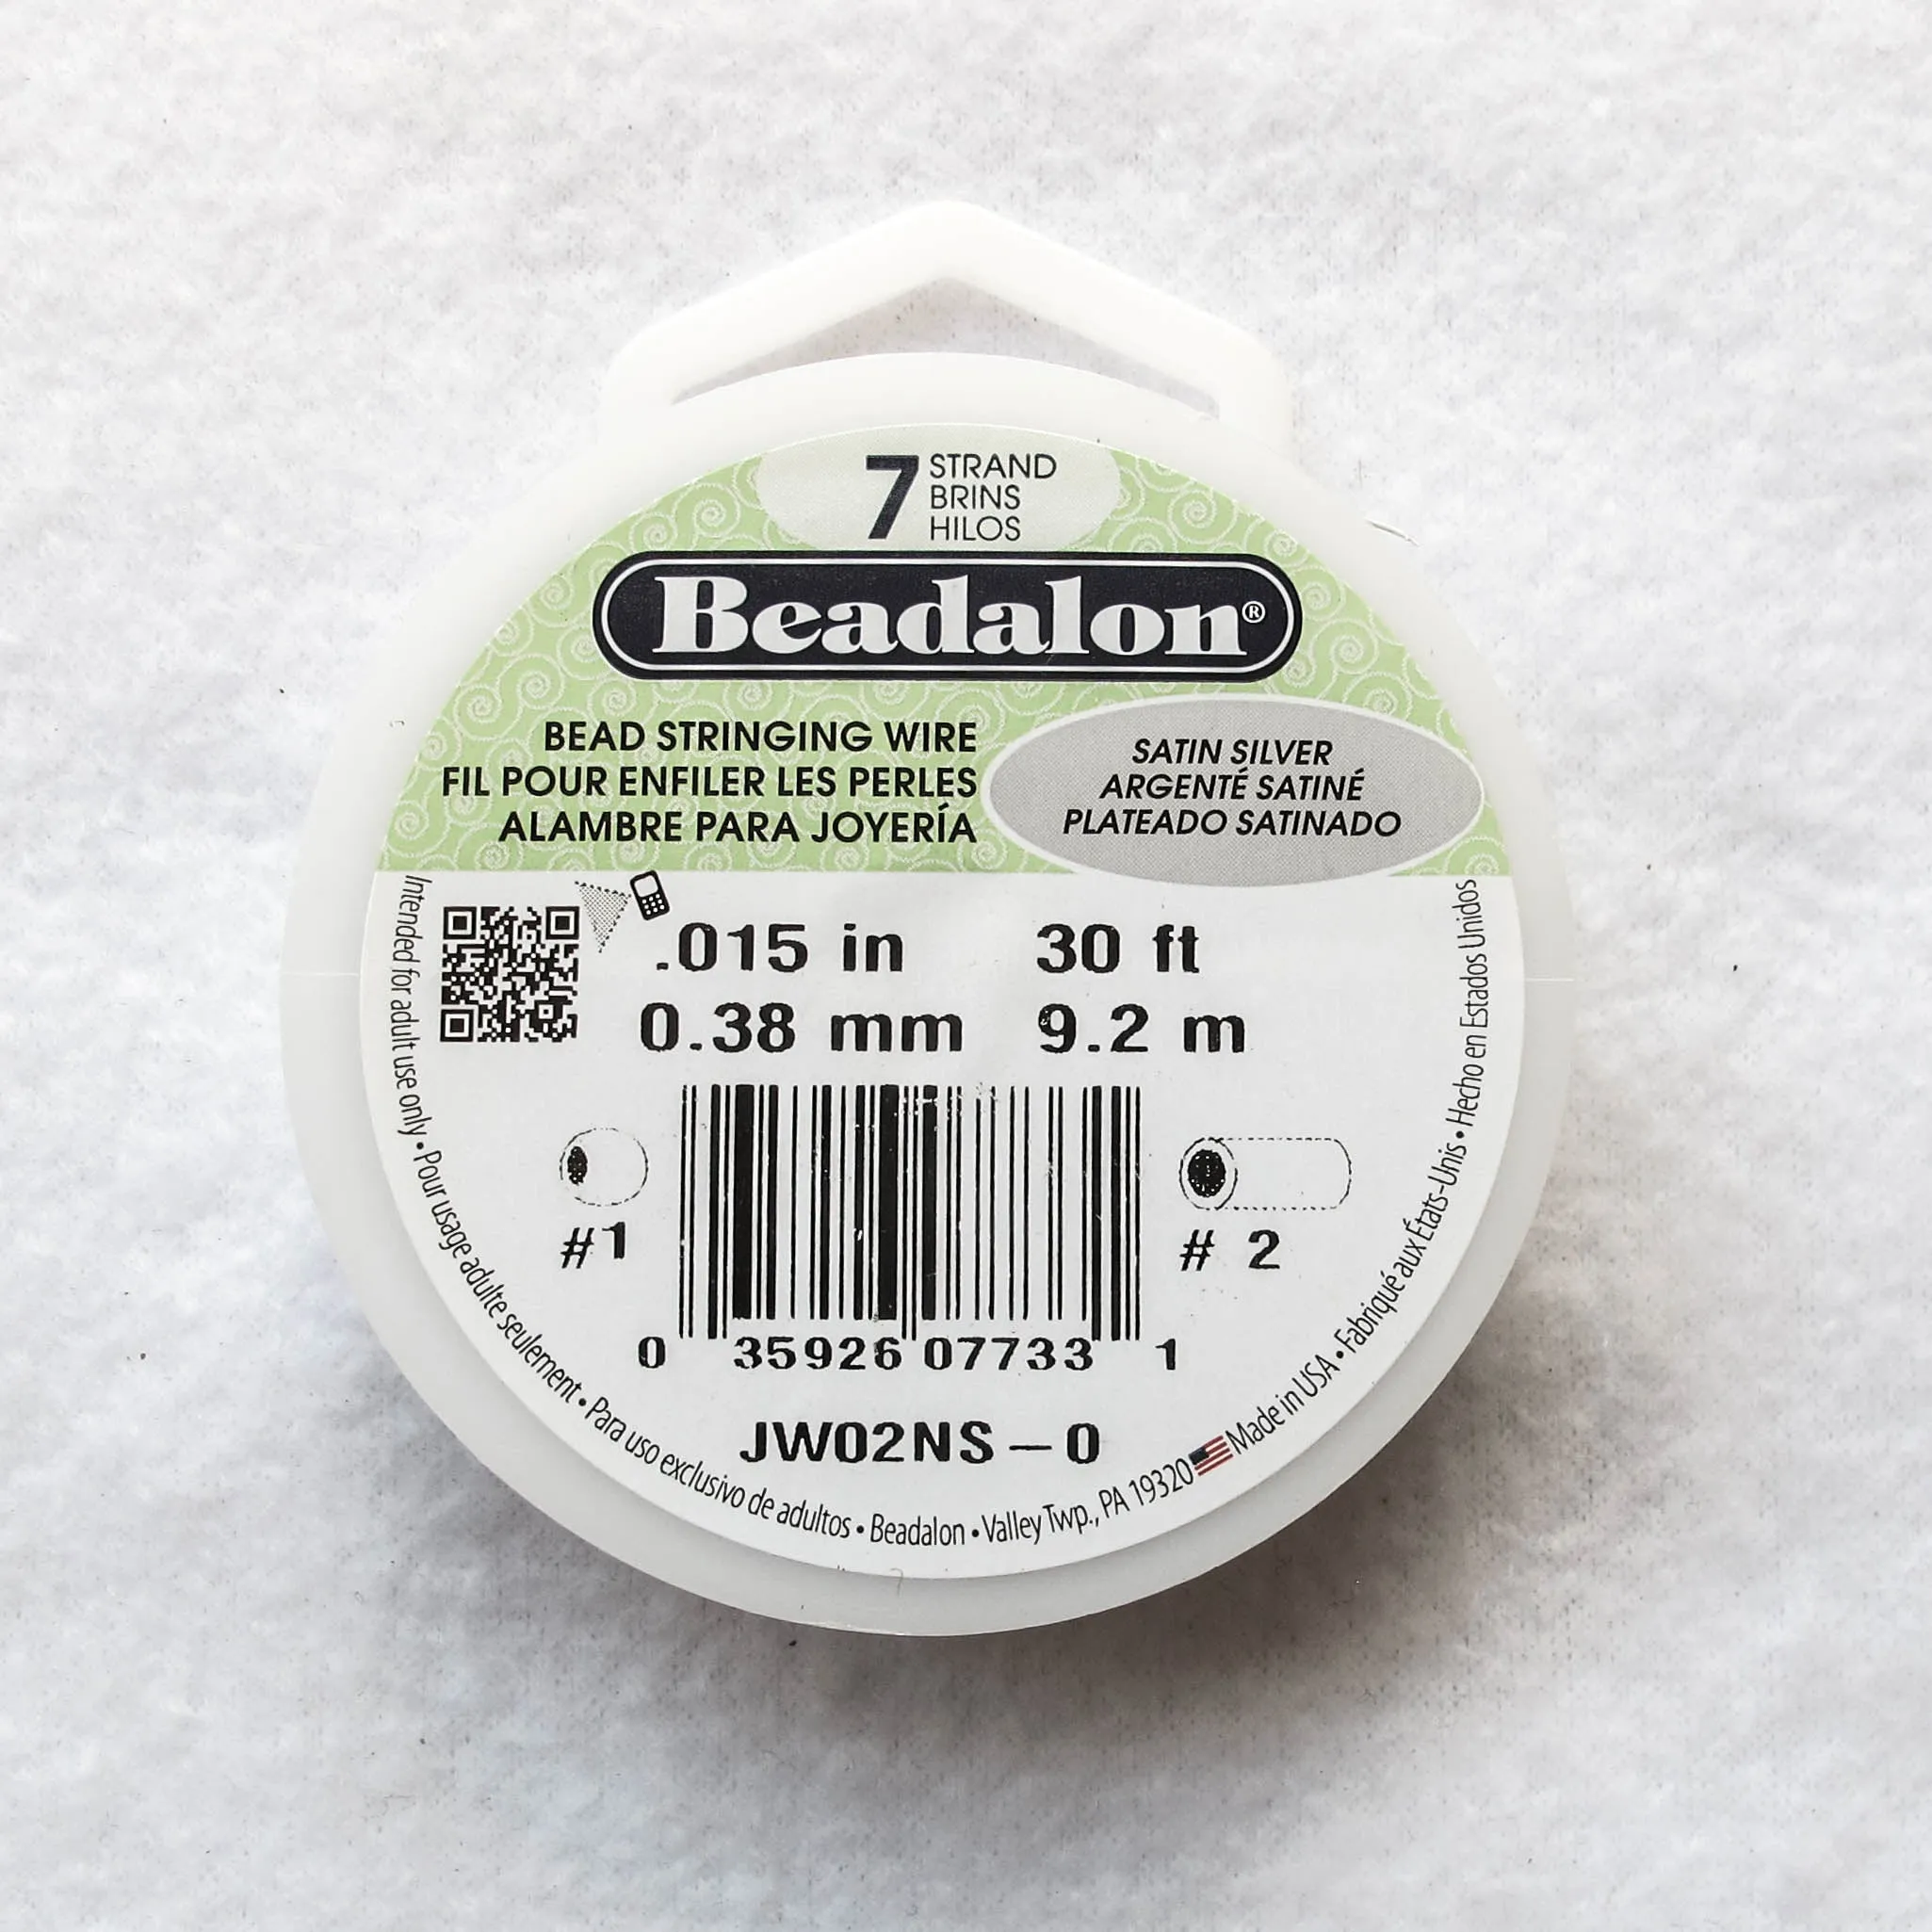 7 STRAND
BRINS
HILOS
Beadalon®
BEAD STRINGING WIRE
FIL POUR ENFILER LES PERLES
ALAMBRE PARA JOYERÍA
SATIN SILVER
ARGENTÉ SATINÉ
PLATEADO SATINADO
.015 in 30 ft
0.38 mm 9.2 m
#1
# 2
0 35926 07733 1
JW02NS-0
Intended for adult use only • Pour usage adulte seulement • Para uso exclusivo de adultos • Beadalon • Valley Twp., PA 19320 Made in USA • Fabriqué aux États-Unis • Hecho en Estados Unidos